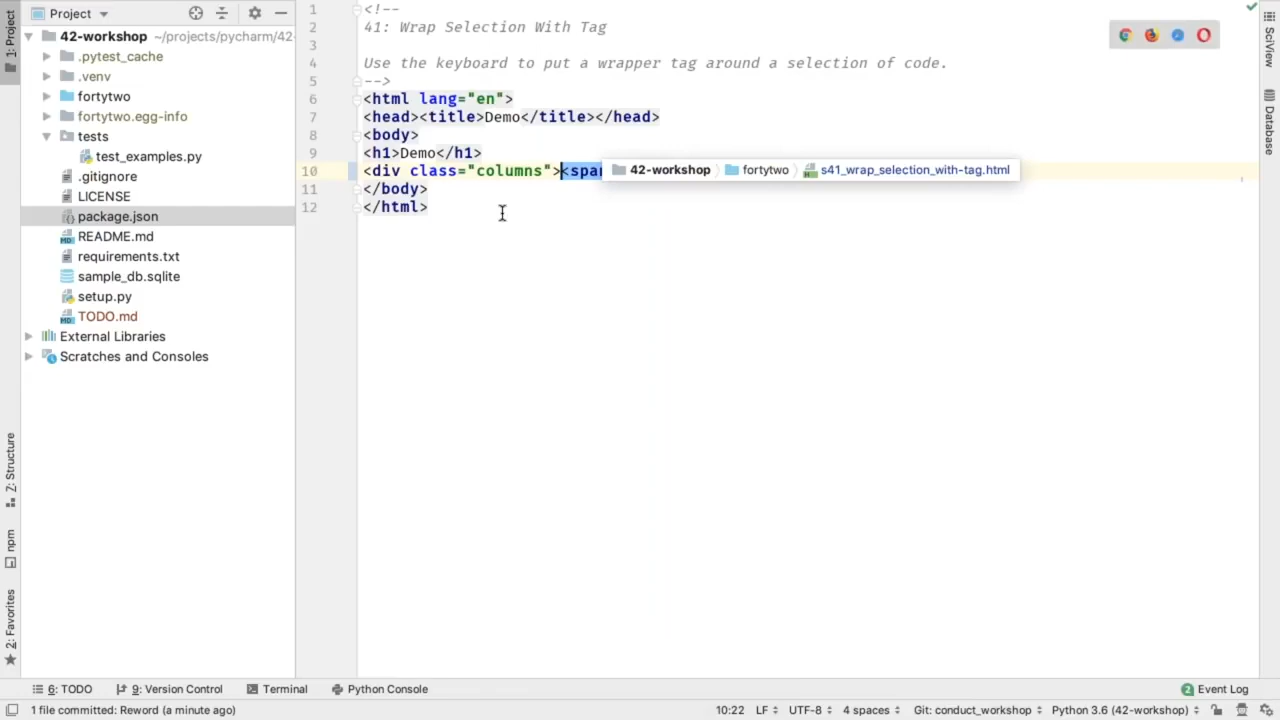 Project
1: Project
42-workshop ~/projects/pycharm/42-
.pytest_cache
.venv
fortytwo
fortytwo.egg-info
tests
test_examples.py
.gitignore
LICENSE
package.json
README.md
requirements.txt
sample_db.sqlite
setup.py
TODO.md
External Libraries
Scratches and Consoles
Z: Structure
npm
2: Favorites
1 <!--
2 41: Wrap Selection With Tag
3
4 Use the keyboard to put a wrapper tag around a selection of code.
5 -->
6 <html lang="en">
7 <head><title>Demo</title></head>
8 <body>
9 <h1>Demo</h1>
10 <div class="columns"><spa
42-workshop fortytwo s41_wrap_selection_with-tag.html
11 </body>
12 </html>
SciView
Database
6: TODO 9: Version Control Terminal Python Console 2 Event Log
1 file committed: Reword (a minute ago) 10:22 LF UTF-8 4 spaces Git: conduct_workshop Python 3.6 (42-workshop)